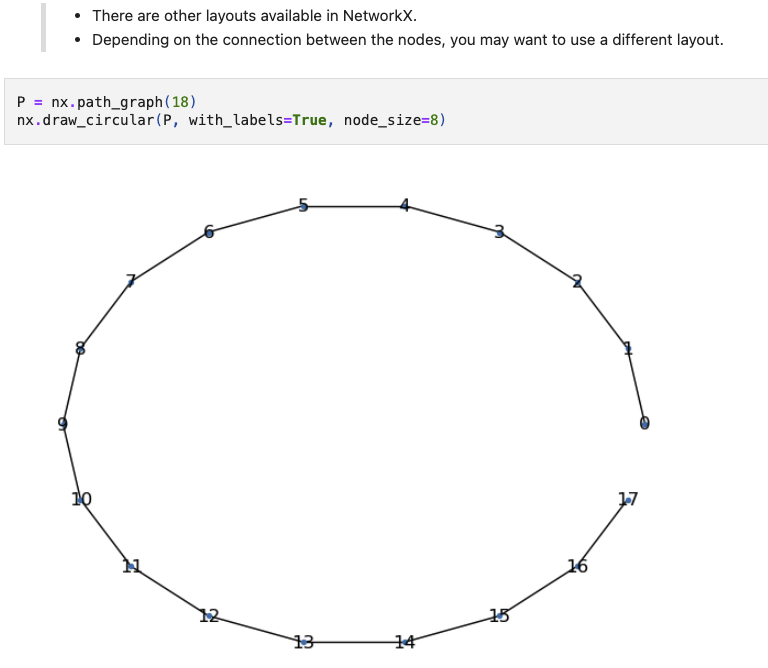 • There are other layouts available in NetworkX.
• Depending on the connection between the nodes, you may want to use a different layout.
P = nx.path_graph(18)
nx.draw_circular(P, with_labels=True, node_size=8)
5 4
6 3
7 2
8 1
9 0
10 17
11 16
12 15
13 14